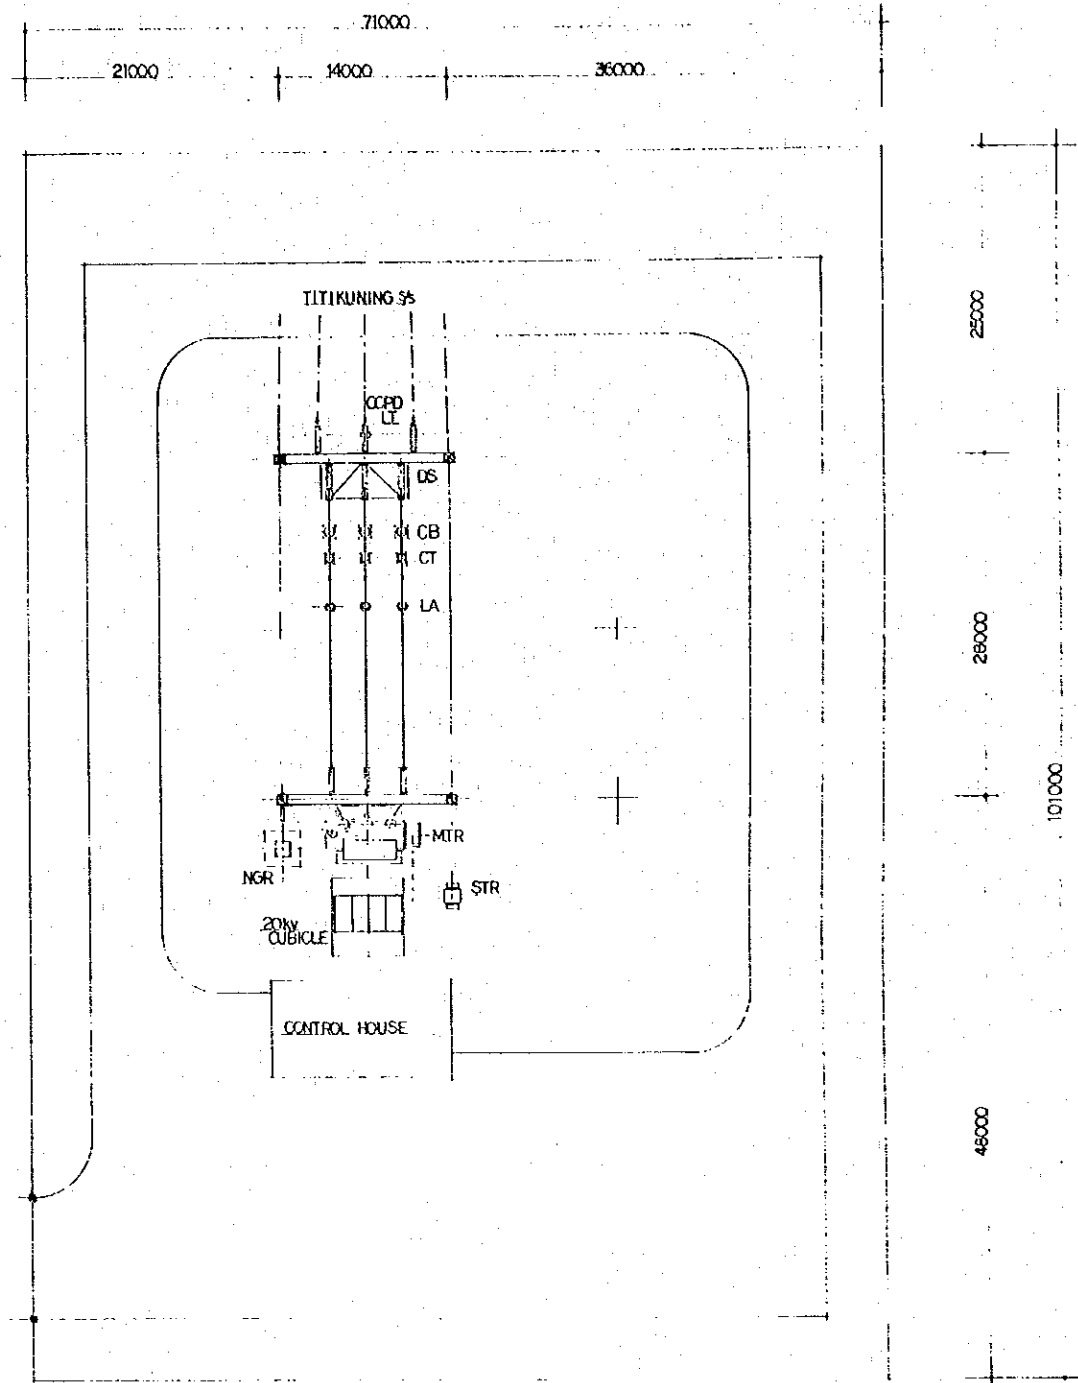 71000
21000
14000
36000
TITIKUNING S/S
CCPD
LT
DS
CB
CT
LA
MTR
NGR
STR
20kv
CUBICLE
CONTROL HOUSE
25000
28000
101000
48000